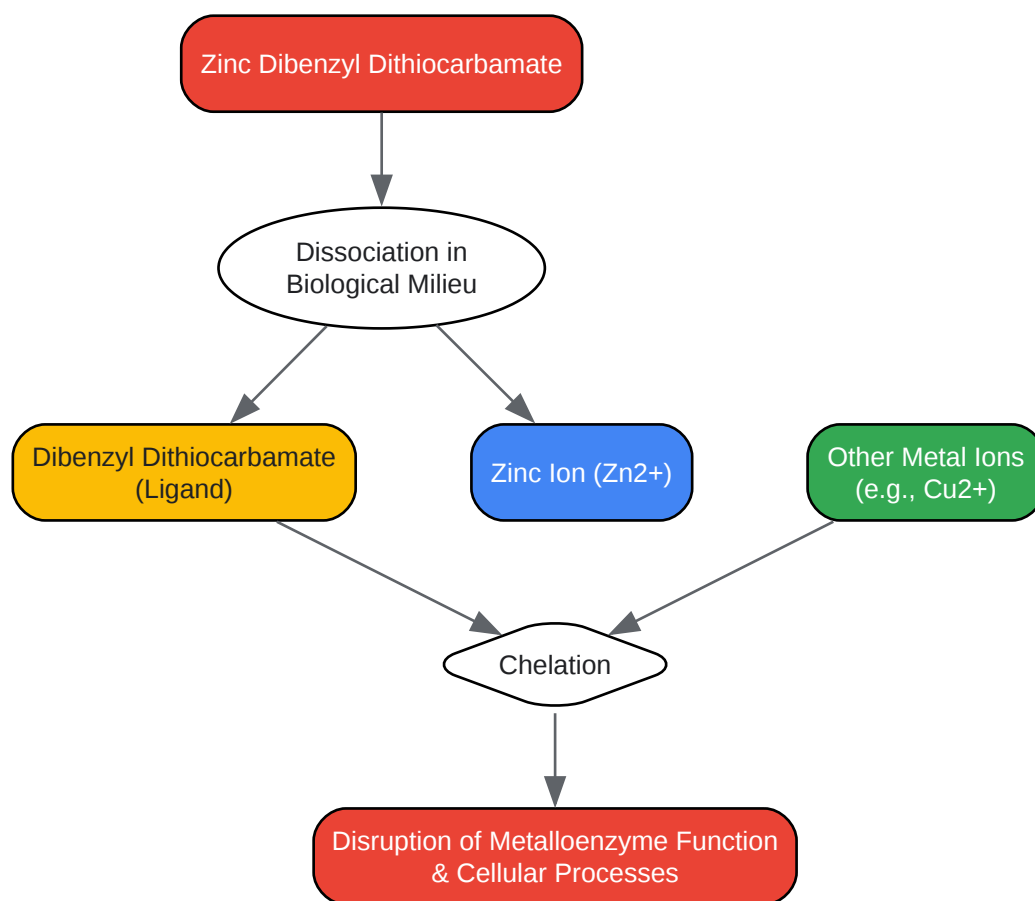 Zinc Dibenzyl Dithiocarbamate
Dissociation in
Biological Milieu
Dibenzyl Dithiocarbamate
(Ligand)
Zinc Ion (Zn2+)
Other Metal Ions
(e.g., Cu2+)
Chelation
Disruption of Metalloenzyme Function
& Cellular Processes